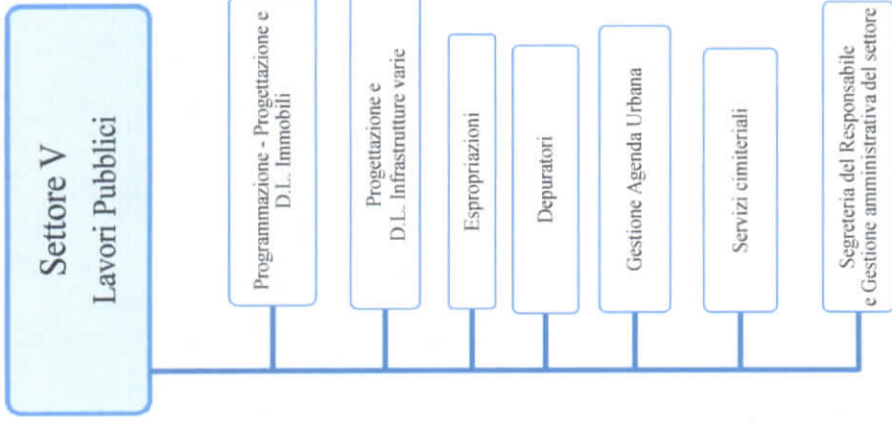 Settore V
Lavori Pubblici
Programmazione - Progettazione e
D.L. Immobili
Progettazione e
D.L. Infrastrutture varie
Espropriazioni
Depuratori
Gestione Agenda Urbana
Servizi cimiteriali
Segreteria del Responsabile
e Gestione amministrativa del settore